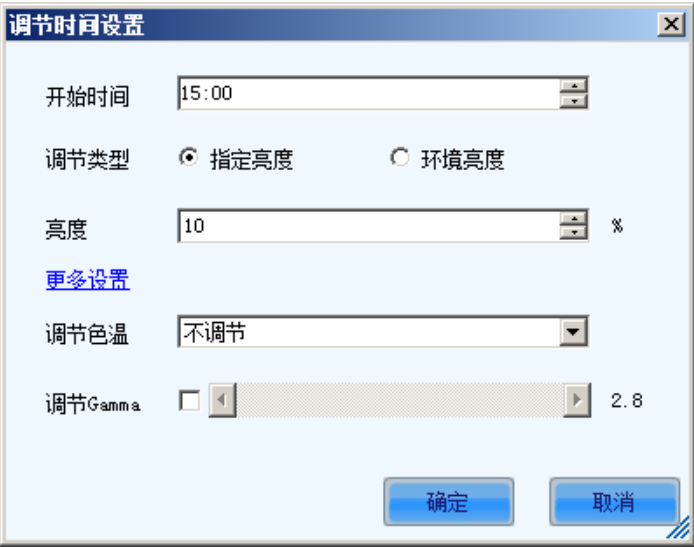 调节时间设置
开始时间 15:00
调节类型 指定亮度 环境亮度
亮度 10 %
更多设置
调节色温 不调节
调节Gamma 2.8
确定 取消